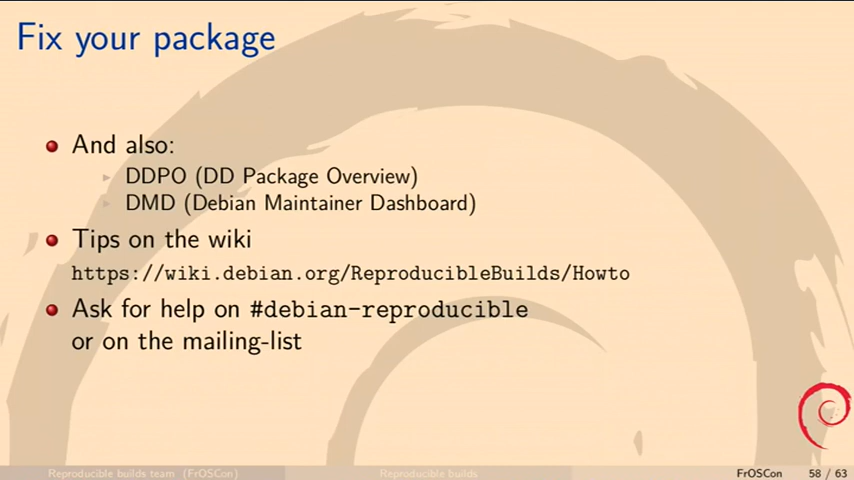 Fix your package
And also:
DDPO (DD Package Overview)
DMD (Debian Maintainer Dashboard)
Tips on the wiki
https://wiki.debian.org/ReproducibleBuilds/Howto
Ask for help on #debian-reproducible
or on the mailing-list
Reproducible builds team (FrOSCon) Reproducible builds FrOSCon 58 / 63